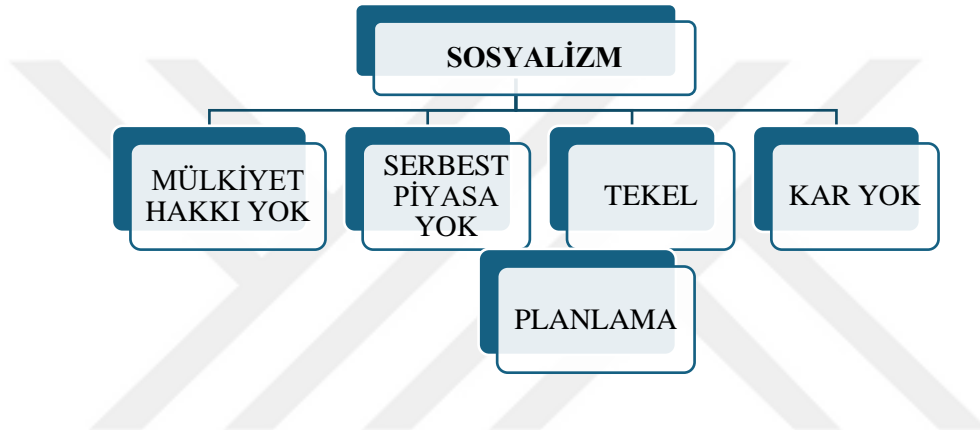 SOSYALİZM
MÜLKİYET
HAKKI YOK
SERBEST
PİYASA
YOK
TEKEL
KAR YOK
PLANLAMA